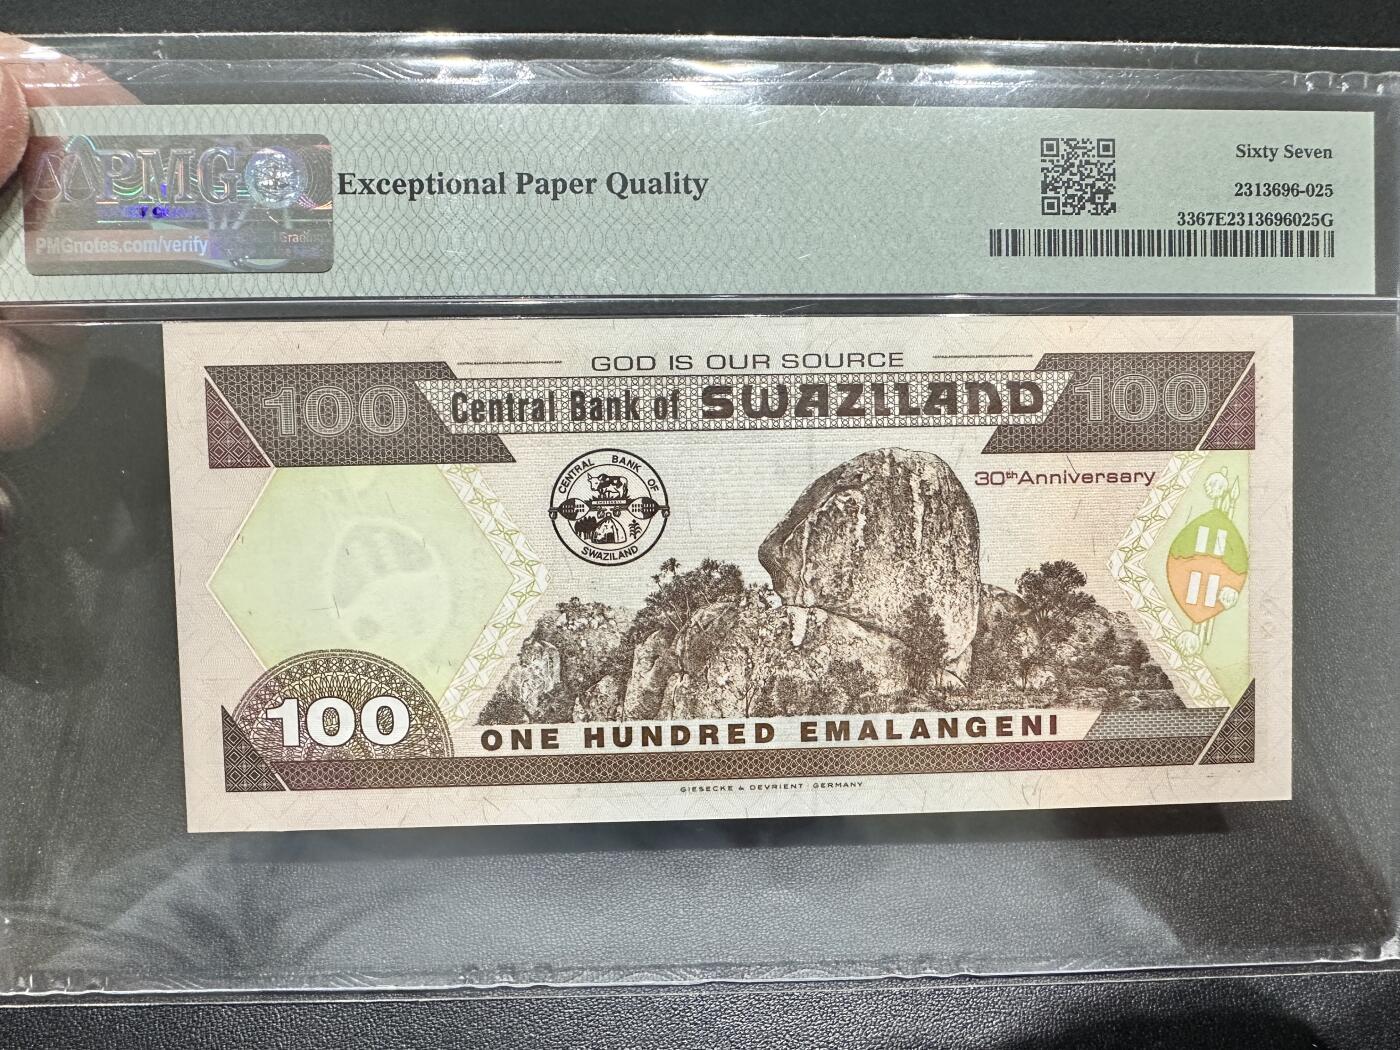 PMG
PMGnotes.com/verify
Grading
Exceptional Paper Quality
Sixty Seven
2313696-025
3367E2313696025G
GOD IS OUR SOURCE
100
Central Bank of SWAZILAND
100
CENTRAL BANK OF
SWAZILAND
30th Anniversary
100
ONE HUNDRED EMALANGENI
GIESECKE & DEVRIENT GERMANY